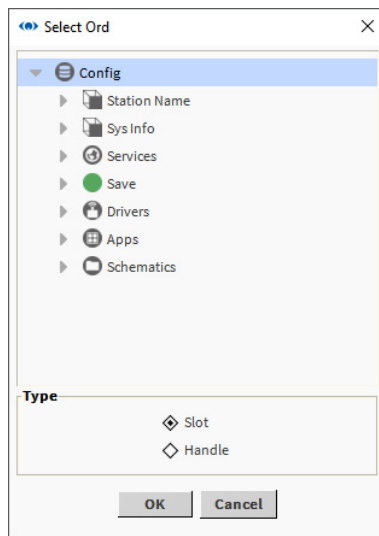 Select Ord
Config
Station Name
Sys Info
Services
Save
Drivers
Apps
Schematics
Type
Slot
Handle
OK Cancel